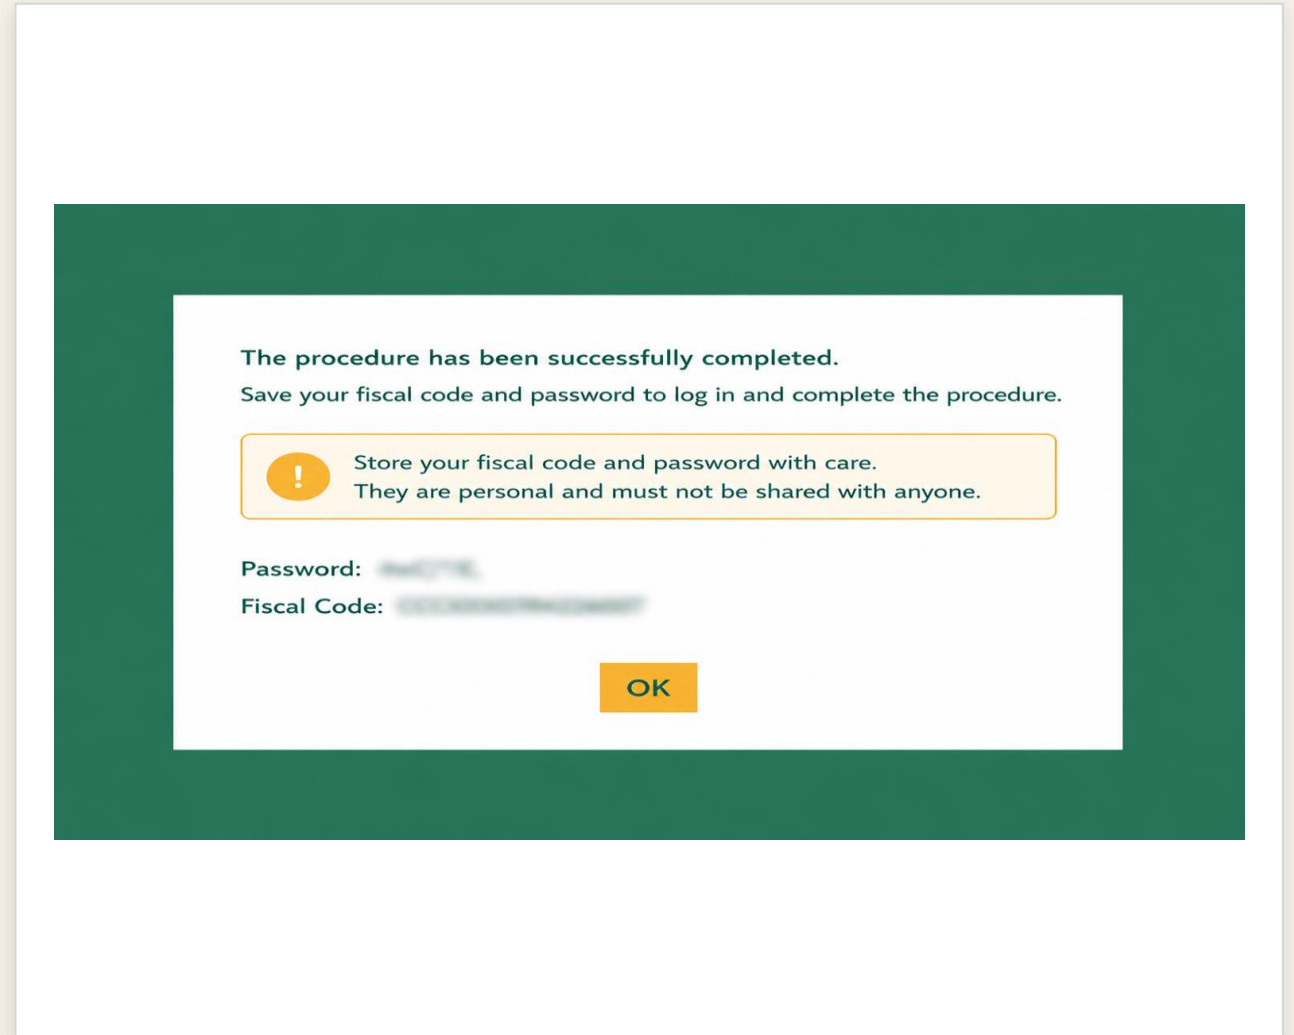 The procedure has been successfully completed.
Save your fiscal code and password to log in and complete the procedure.
!
Store your fiscal code and password with care.
They are personal and must not be shared with anyone.
Password:
Fiscal Code:
OK